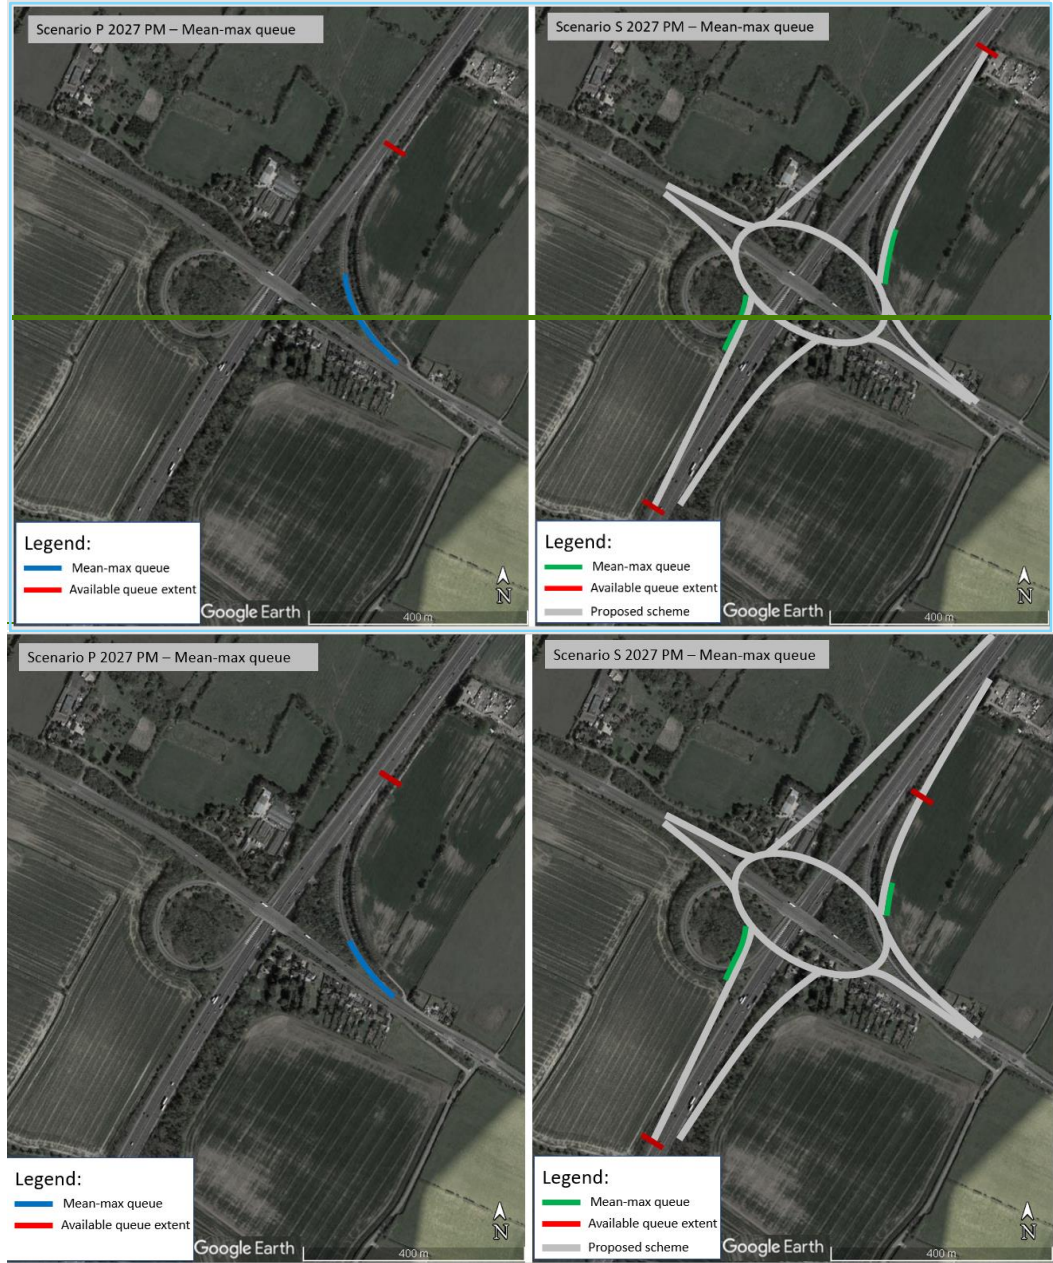 Scenario P 2027 PM – Mean-max queue
Scenario S 2027 PM – Mean-max queue
Legend:
Mean-max queue
Available queue extent
Google Earth
N
400 m
Legend:
Mean-max queue
Available queue extent
Proposed scheme
Google Earth
N
400 m
Scenario P 2027 PM – Mean-max queue
Scenario S 2027 PM – Mean-max queue
Legend:
Mean-max queue
Available queue extent
Google Earth
N
400 m
Legend:
Mean-max queue
Available queue extent
Proposed scheme
Google Earth
N
400 m